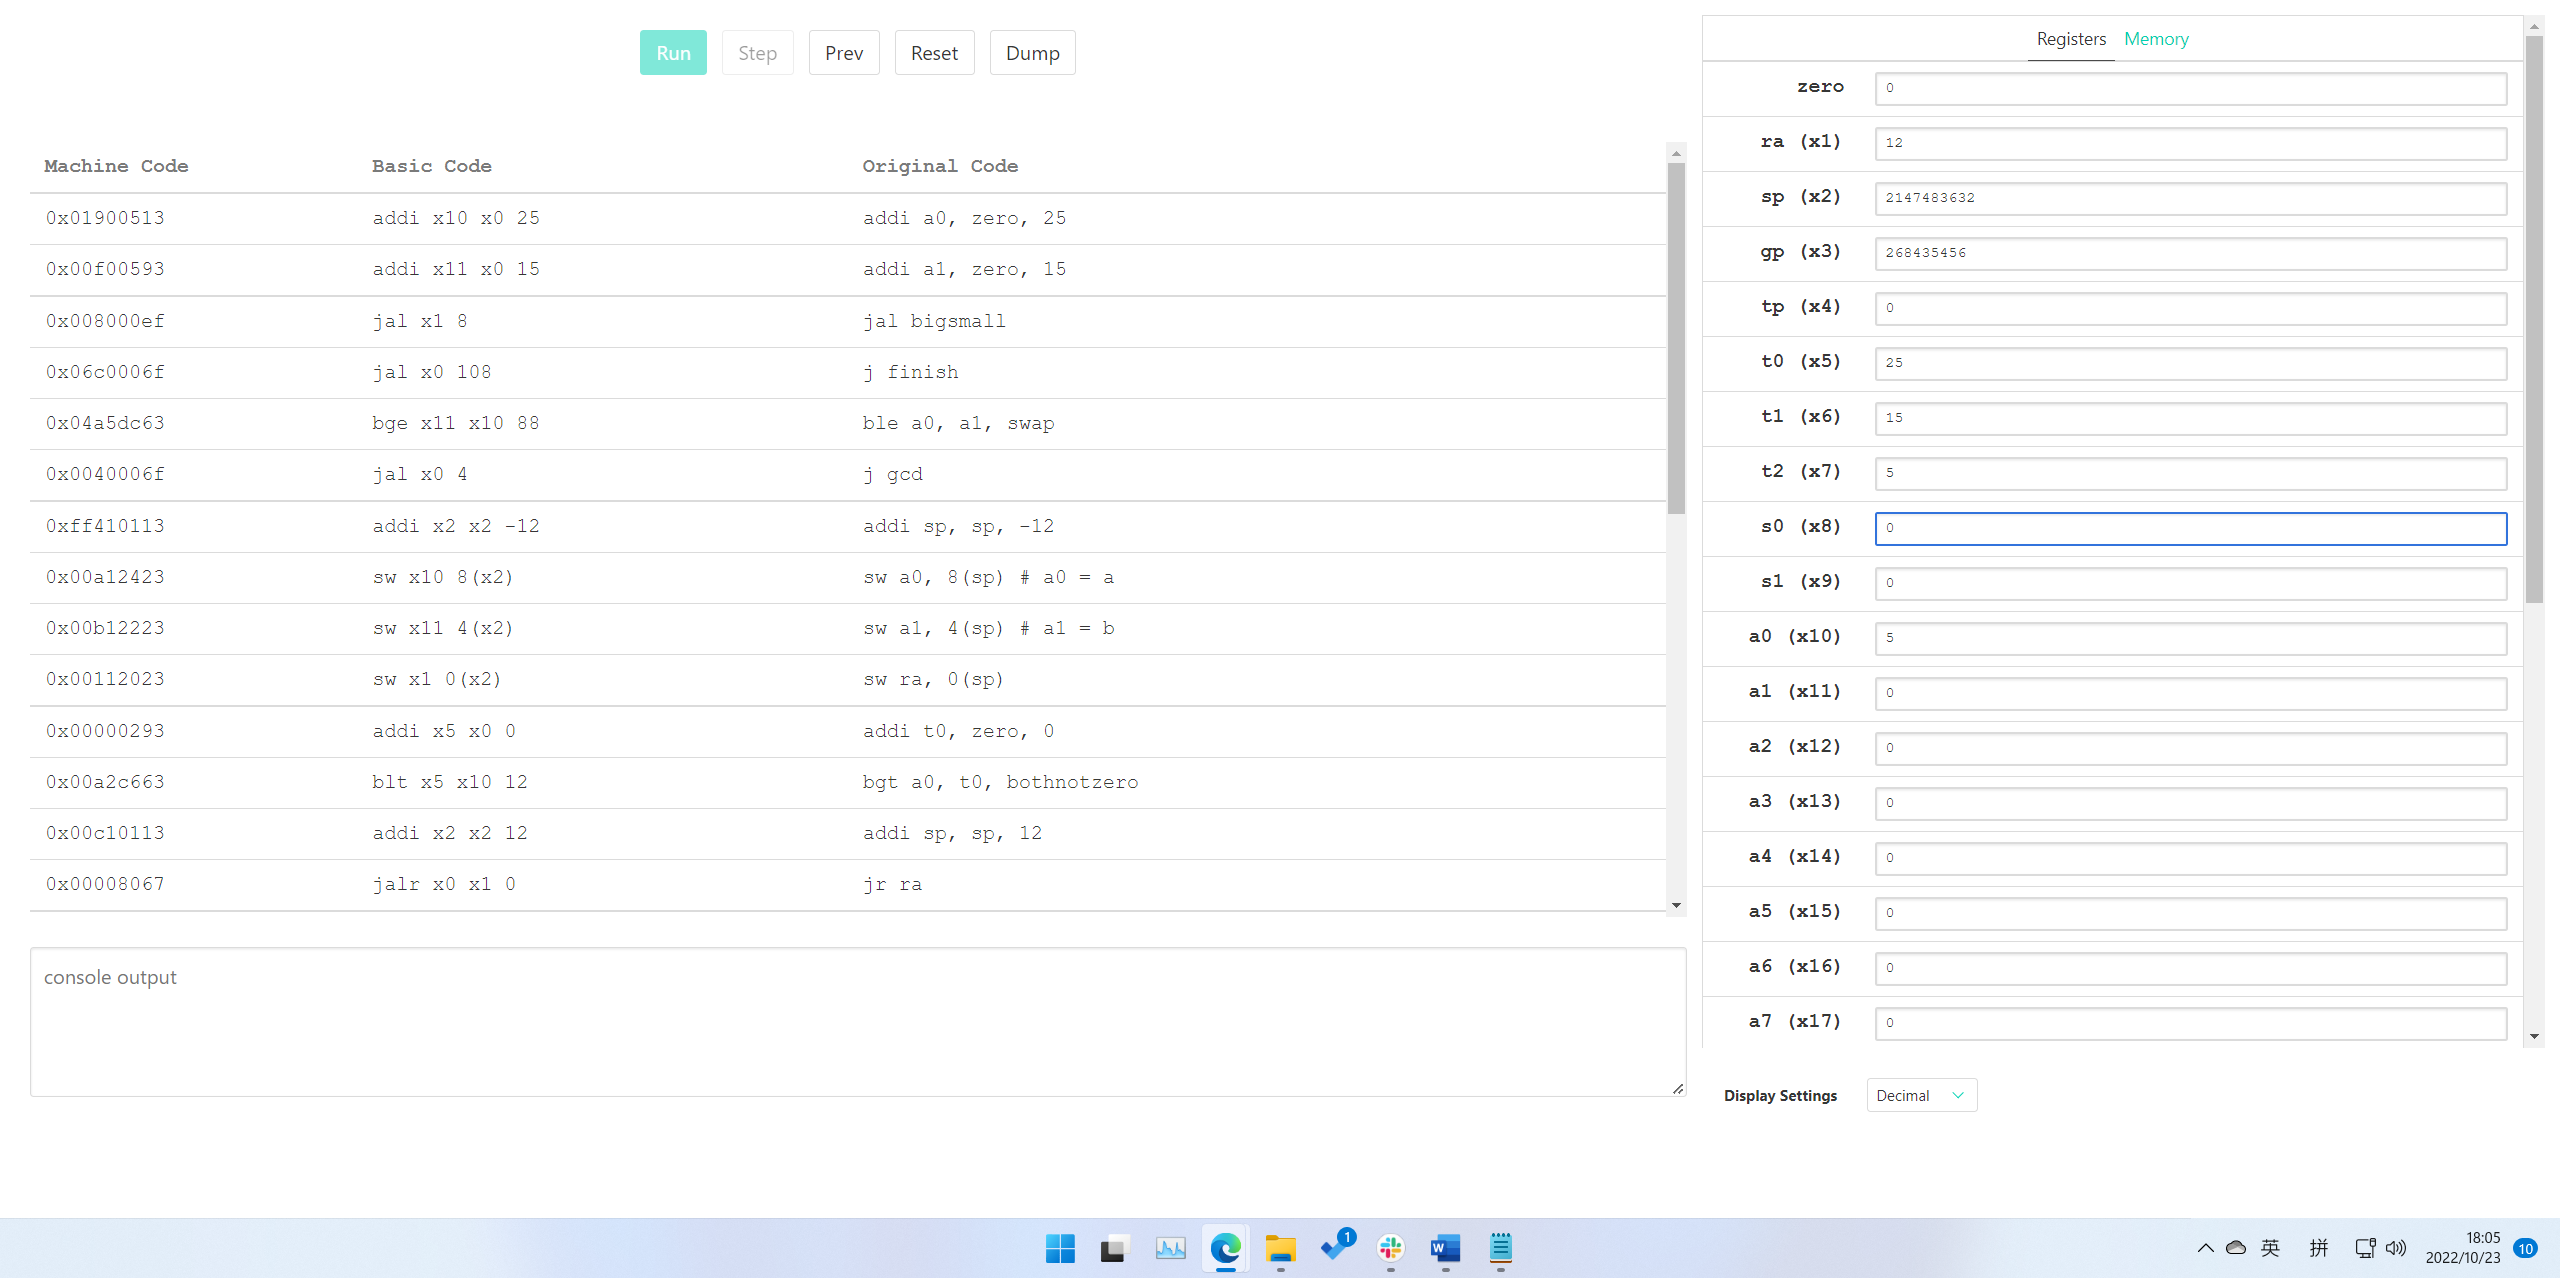 Run Step Prev Reset Dump
Machine Code Basic Code Original Code
0x01900513 addi x10 x0 25 addi a0, zero, 25
0x00f00593 addi x11 x0 15 addi a1, zero, 15
0x008000ef jal x1 8 jal bigsmall
0x06c0006f jal x0 108 j finish
0x04a5dc63 bge x11 x10 88 ble a0, a1, swap
0x0040006f jal x0 4 j gcd
0xff410113 addi x2 x2 -12 addi sp, sp, -12
0x00a12423 sw x10 8(x2) sw a0, 8(sp) # a0 = a
0x00b12223 sw x11 4(x2) sw a1, 4(sp) # a1 = b
0x00112023 sw x1 0(x2) sw ra, 0(sp)
0x00000293 addi x5 x0 0 addi t0, zero, 0
0x00a2c663 blt x5 x10 12 bgt a0, t0, bothnotzero
0x00c10113 addi x2 x2 12 addi sp, sp, 12
0x00008067 jalr x0 x1 0 jr ra
console output
Registers Memory
zero 0
ra (x1) 12
sp (x2) 2147483632
gp (x3) 268435456
tp (x4) 0
t0 (x5) 25
t1 (x6) 15
t2 (x7) 5
s0 (x8) 0
s1 (x9) 0
a0 (x10) 5
a1 (x11) 0
a2 (x12) 0
a3 (x13) 0
a4 (x14) 0
a5 (x15) 0
a6 (x16) 0
a7 (x17) 0
Display Settings Decimal
1
W
英 拼 18:05
2022/10/23 10